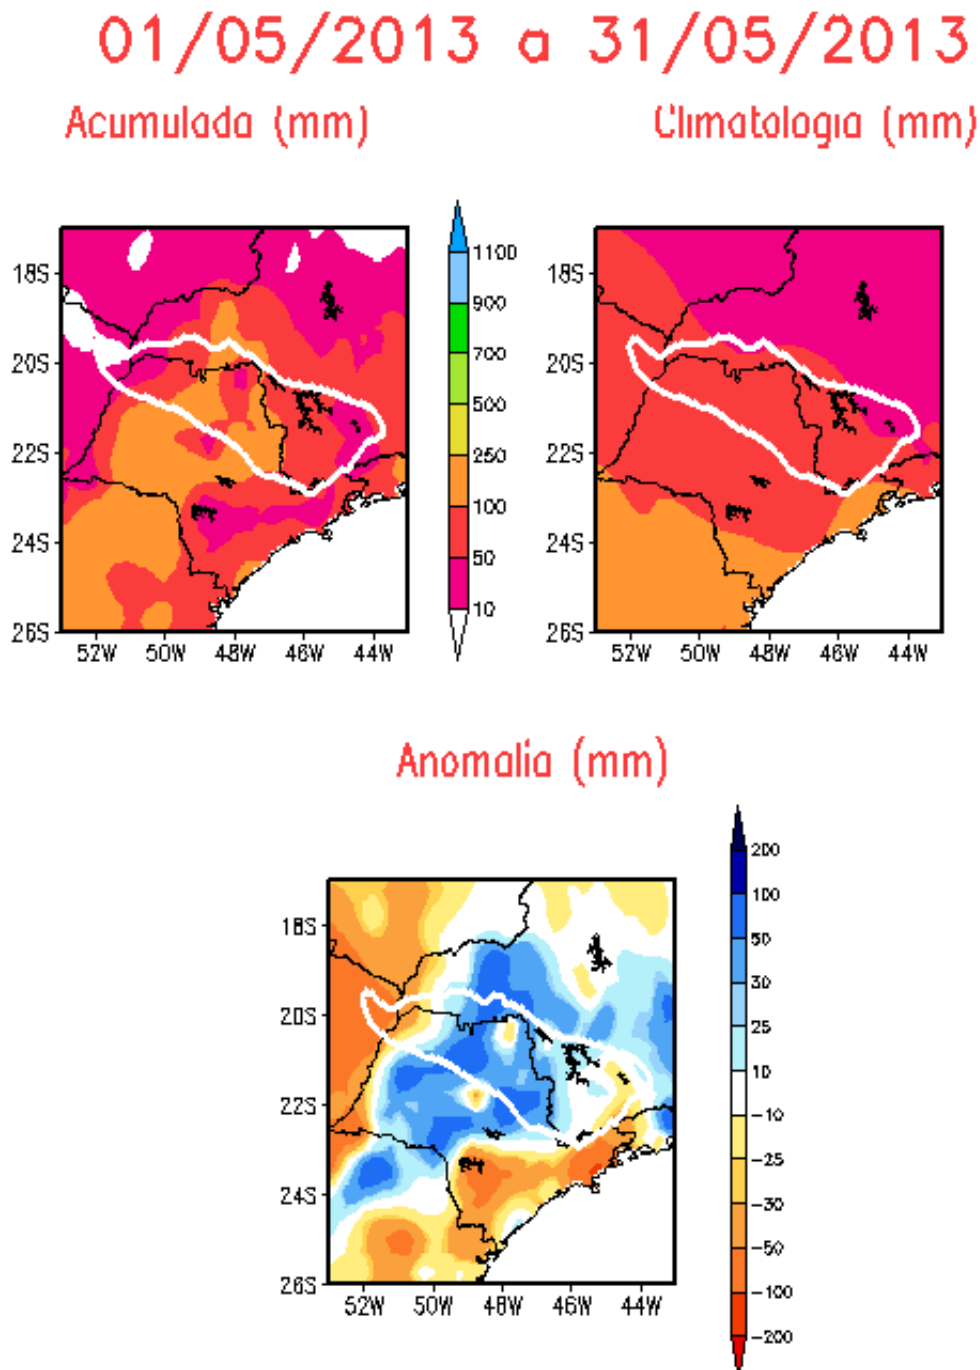 01/05/2013 a 31/05/2013
Acumulada (mm)
Climatologia (mm)
18S
20S
22S
24S
26S
52W 50W 48W 46W 44W
1100
900
700
500
250
100
50
10
18S
20S
22S
24S
26S
52W 50W 48W 46W 44W
Anomalia (mm)
18S
20S
22S
24S
26S
52W 50W 48W 46W 44W
200
100
50
30
25
10
-10
-25
-30
-50
-100
-200